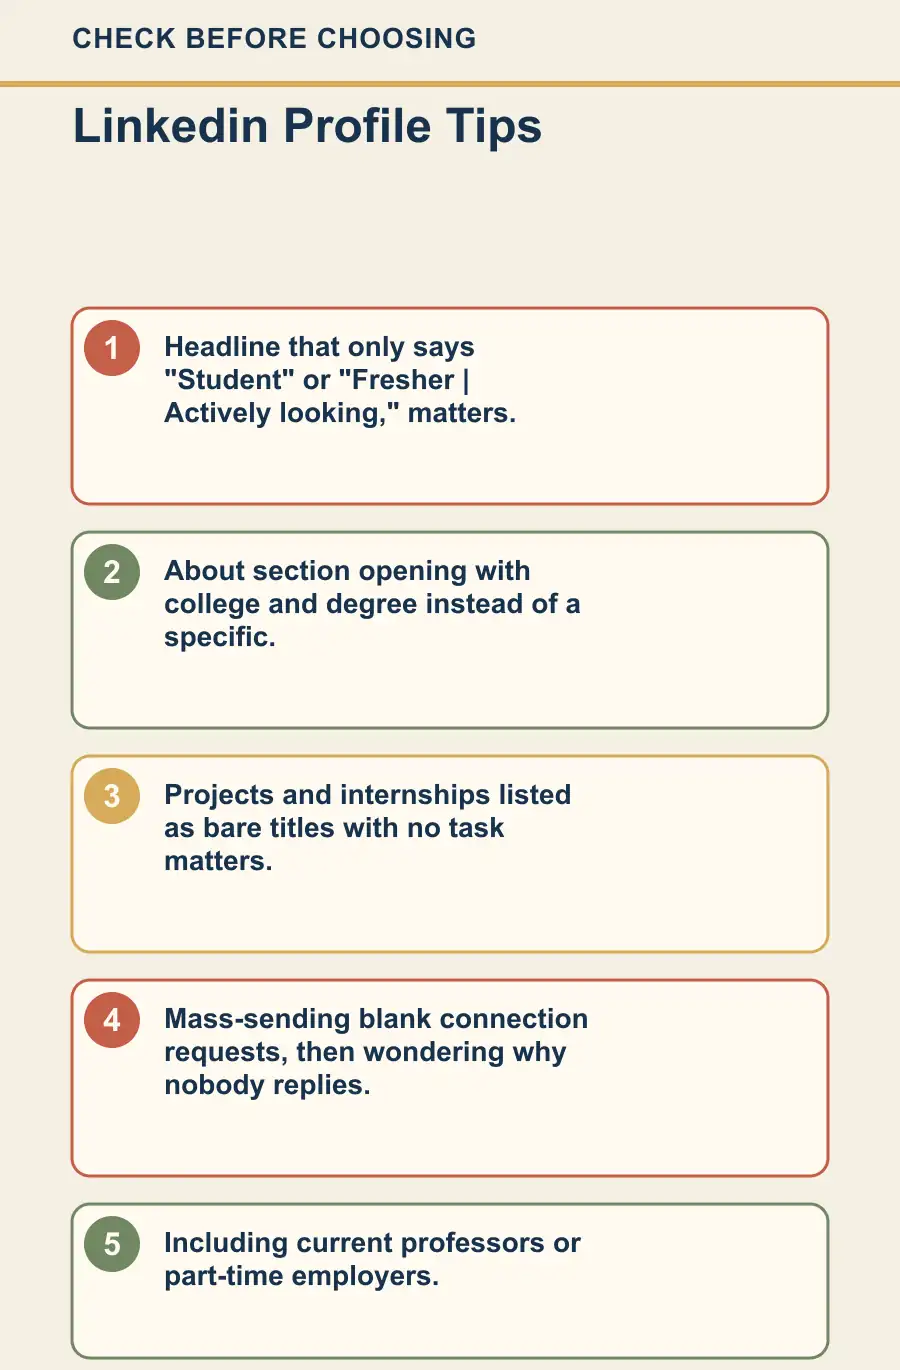 CHECK BEFORE CHOOSING
Linkedin Profile Tips
1
Headline that only says
"Student" or "Fresher |
Actively looking," matters.
2
About section opening with
college and degree instead of a
specific.
3
Projects and internships listed
as bare titles with no task
matters.
4
Mass-sending blank connection
requests, then wondering why
nobody replies.
5
Including current professors or
part-time employers.